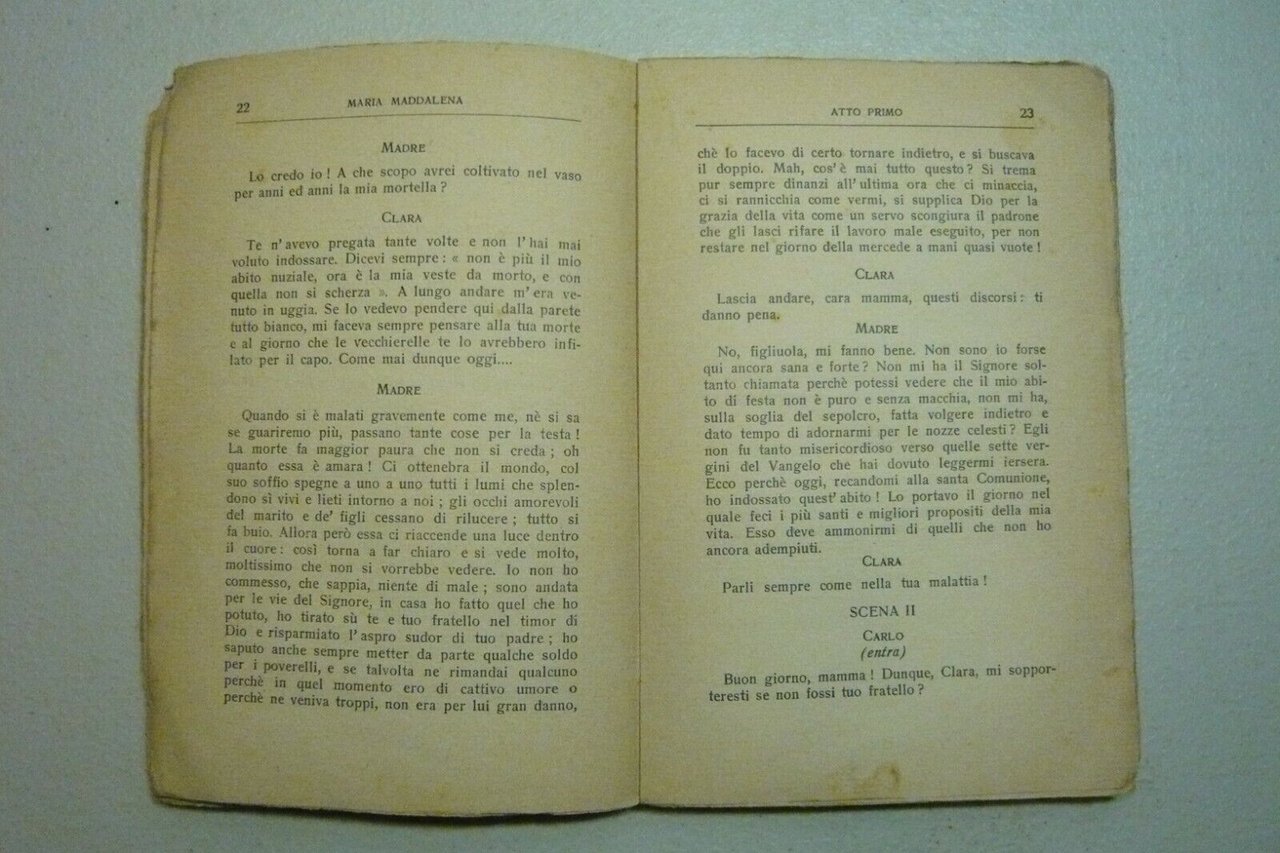 22 MARIA MADDALENA
MADRE
Lo credo io ! A che scopo avrei coltivato nel vaso
per anni ed anni la mia mortella ?
CLARA
Te n'avevo pregata tante volte e non l'hai mai
voluto indossare. Dicevi sempre : « non è più il mio
abito nuziale, ora è la mia veste da morto, e con
quella non si scherza ». A lungo andare m'era ve-
nuto in uggia. Se lo vedevo pendere qui dalla parete
tutto bianco, mi faceva sempre pensare alla tua morte
e al giorno che le vecchierelle te lo avrebbero infi-
lato per il capo. Come mai dunque oggi....
MADRE
Quando si è malati gravemente come me, nè si sa
se guariremo più, passano tante cose per la testa !
La morte fa maggior paura che non si creda ; oh
quanto essa è amara ! Ci ottenebra il mondo, col
suo soffio spegne a uno a uno tutti i lumi che splen-
dono sì vivi e lieti intorno a noi ; gli occhi amorevoli
del marito e de' figli cessano di rilucere ; tutto si
fa buio. Allora però essa ci riaccende una luce dentro
il cuore : così torna a far chiaro e si vede molto,
moltissimo che non si vorrebbe vedere. Io non ho
commesso, che sappia, niente di male ; sono andata
per le vie del Signore, in casa ho fatto quel che ho
potuto, ho tirato sù te e tuo fratello nel timor di
Dio e risparmiato l'aspro sudor di tuo padre ; ho
saputo anche sempre metter da parte qualche soldo
per i poverelli, e se talvolta ne rimandai qualcuno
perchè in quel momento ero di cattivo umore o
perchè ne veniva troppi, non era per lui gran danno,
ATTO PRIMO 23
chè lo facevo di certo tornare indietro, e si buscava
il doppio. Mah, cos'è mai tutto questo ? Si trema
pur sempre dinanzi all'ultima ora che ci minaccia,
ci si rannicchia come vermi, si supplica Dio per la
grazia della vita come un servo scongiura il padrone
che gli lasci rifare il lavoro male eseguito, per non
restare nel giorno della mercede a mani quasi vuote !
CLARA
Lascia andare, cara mamma, questi discorsi : ti
danno pena.
MADRE
No, figliuola, mi fanno bene. Non sono io forse
qui ancora sana e forte ? Non mi ha il Signore sol-
tanto chiamata perchè potessi vedere che il mio abi-
to di festa non è puro e senza macchia, non mi ha,
sulla soglia del sepolcro, fatta volgere indietro e
dato tempo di adornarmi per le nozze celesti ? Egli
non fu tanto misericordioso verso quelle sette ver-
gini del Vangelo che hai dovuto leggermi iersera.
Ecco perchè oggi, recandomi alla santa Comunione,
ho indossato quest'abito ! Lo portavo il giorno nel
quale feci i più santi e migliori propositi della mia
vita. Esso deve ammonirmi di quelli che non ho
ancora adempiuti.
CLARA
Parli sempre come nella tua malattia !
SCENA II
CARLO
(entra)
Buon giorno, mamma ! Dunque, Clara, mi soppor-
teresti se non fossi tuo fratello ?